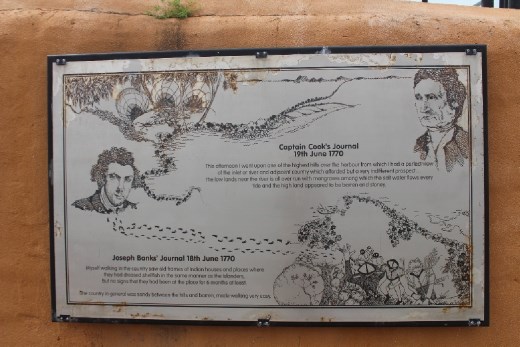 Captain Cook's Journal
19th June 1770
This afternoon I went upon one of the highest hills over the harbour from which I had a perfect view
of the inlet or river and adjacent country which afforded but a very indifferent prospect.
The low lands near the river is all over run with mangroves among which the salt water flows every
tide and the high land appeared to be barren and stoney.
Joseph Banks' Journal 18th June 1770
Myself walking in the country saw old frames of Indian houses and places where
they had dressed shellfish in the same manner as the Islanders,
But no signs that they had been at the place for 6 months at least.
The country in general was sandy between the hills and barren, made walking very easy.